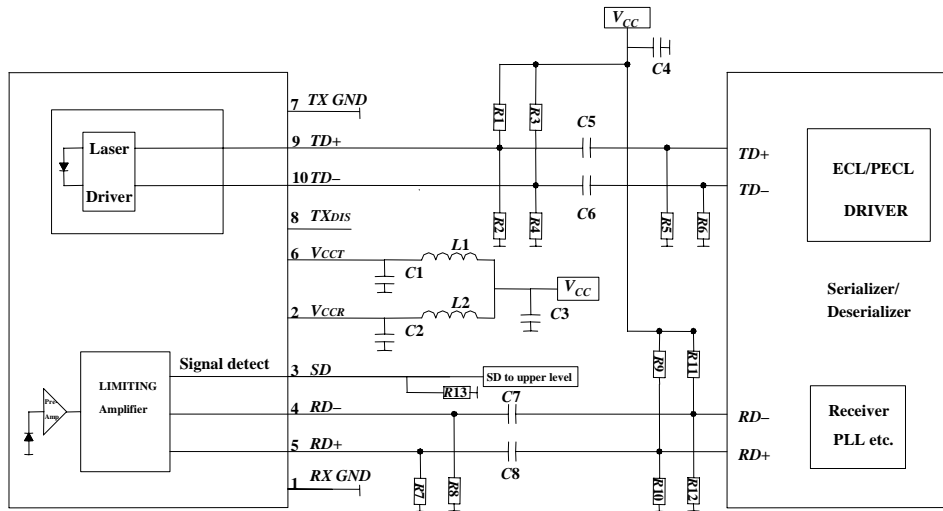 VCC
C4
7 TX GND
R1
R3
C5
Laser
Driver
9 TD+
TD+
ECL/PECL
DRIVER
10 TD−
TD−
C6
8 TXDIS
R2
R4
R5
R6
6 VCCT
L1
C1
VCC
Serializer/
Deserializer
2 VCCR
L2
C2
C3
Signal detect
3 SD
SD to upper level
R13
R9
R11
LIMITING
Amplifier
Pre
Amp
4 RD−
C7
RD−
Receiver
PLL etc.
5 RD+
C8
RD+
1 RX GND
R7
R8
R10
R12